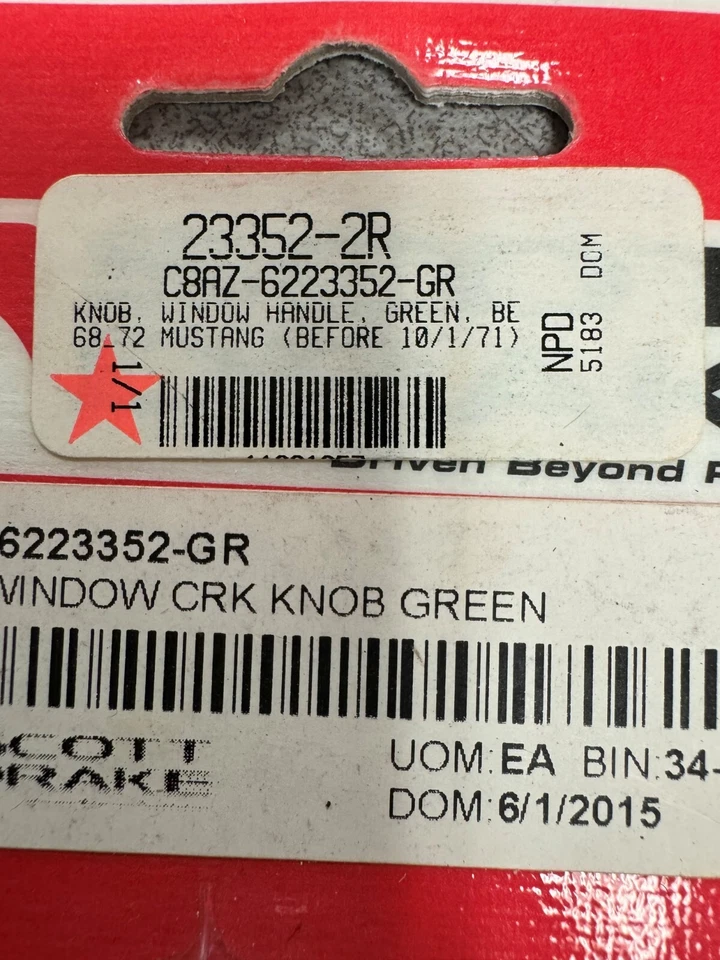 23352-2R
C8AZ-6223352-GR
KNOB, WINDOW HANDLE, GREEN, BE
68_72 MUSTANG (BEFORE 10/1/71)
1/1
NPD
5183 DOM
Driven Beyond
6223352-GR
WINDOW CRK KNOB GREEN
SCOTT
DRAKE
UOM:EA BIN:34-
DOM:6/1/2015